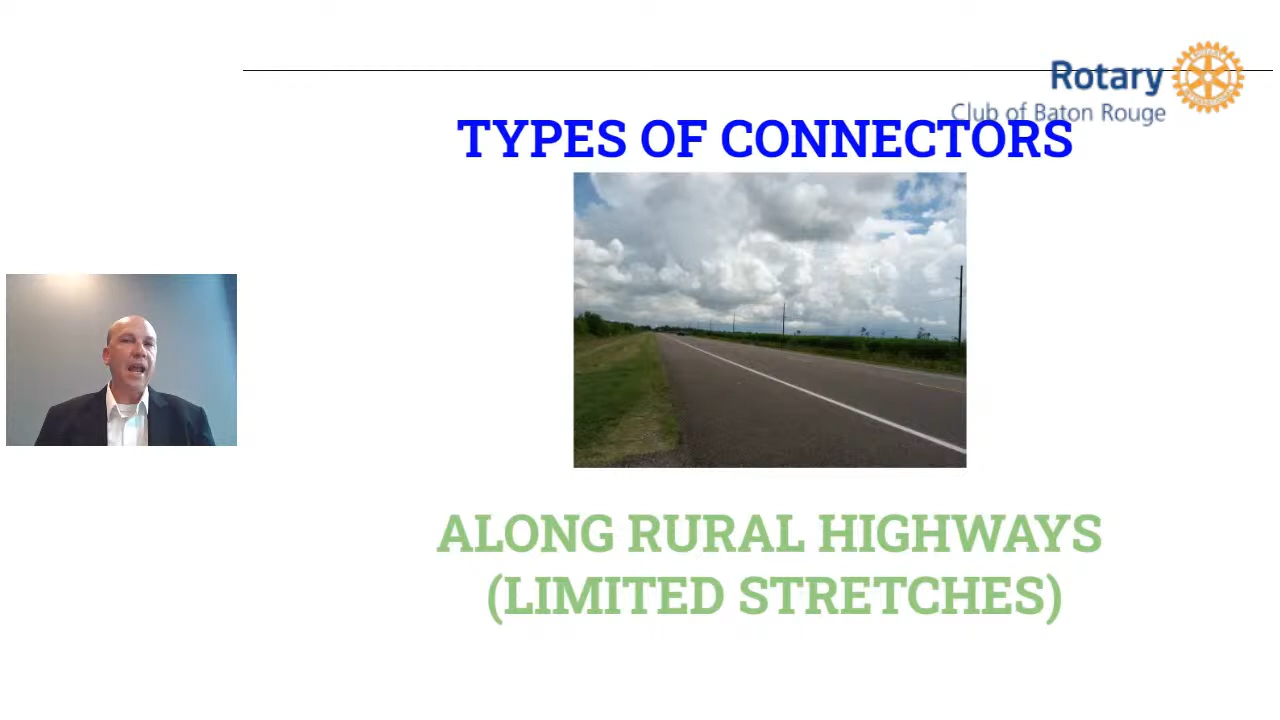 Rotary
Club of Baton Rouge
TYPES OF CONNECTORS
ALONG RURAL HIGHWAYS
(LIMITED STRETCHES)